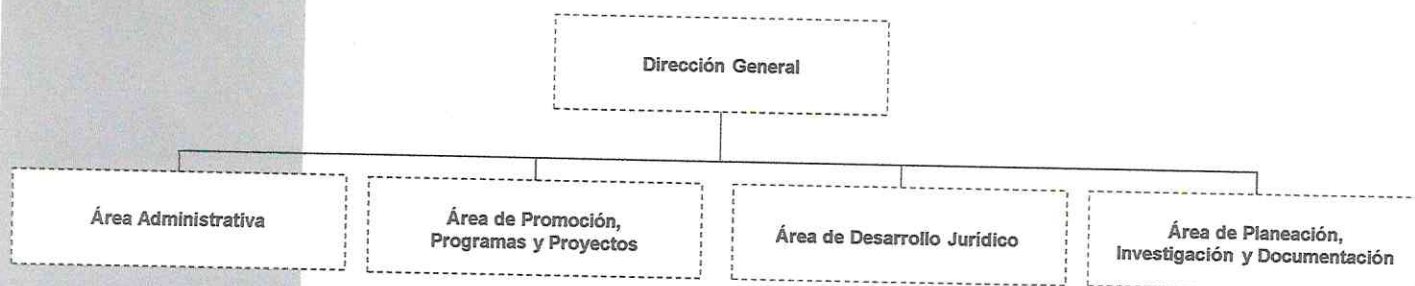 Dirección General
Área Administrativa
Área de Promoción,
Programas y Proyectos
Área de Desarrollo Jurídico
Área de Planeación,
Investigación y Documentación